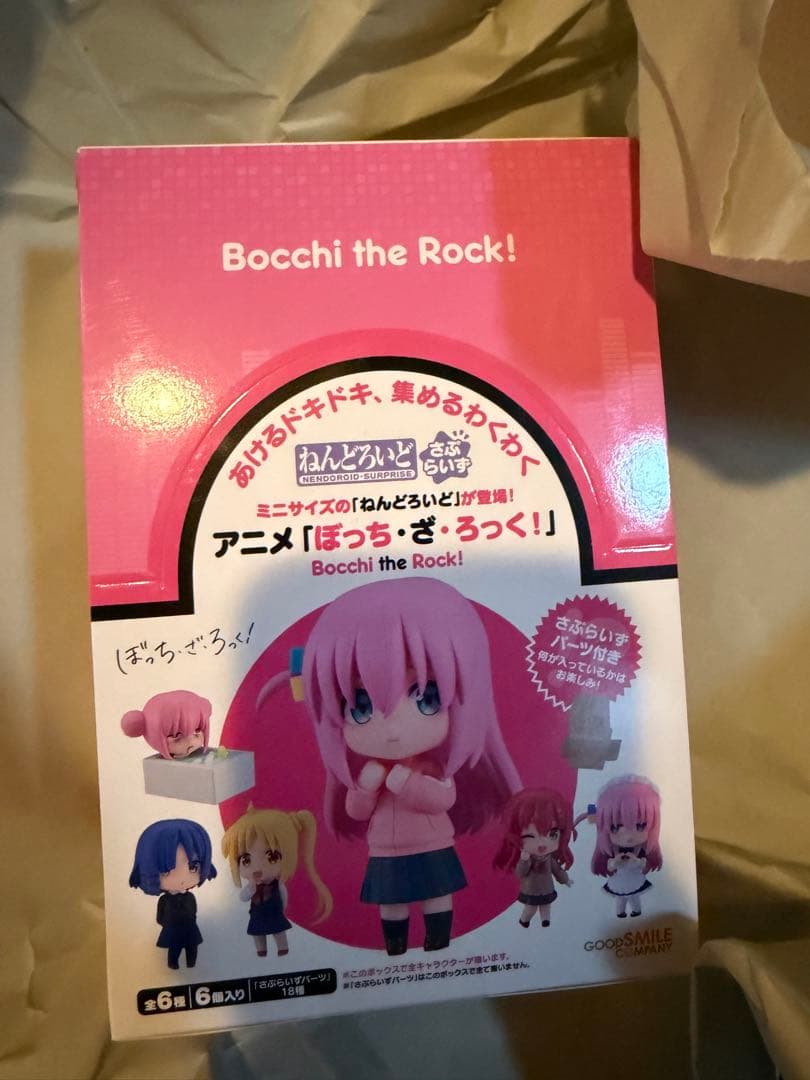 Bocchi the Rock!
あけるドキドキ、集めるわくわく
ねんどろいど
NENDOROID·SURPRISE
さぷ
らいず
ミニサイズの「ねんどろいど」が登場!
アニメ「ぼっち・ざ・ろっく!」
Bocchi the Rock!
ぼっち・ざ・ろっく!
さぷらいず
パーツ付き
何が入っているかは
お楽しみ!
GOODSMILE
COMPANY
※このボックスで全キャラクターが揃います。
※「さぷらいずパーツ」はこのボックスで全て揃いません。
全6種
6個入り
「さぷらいずパーツ」
18種